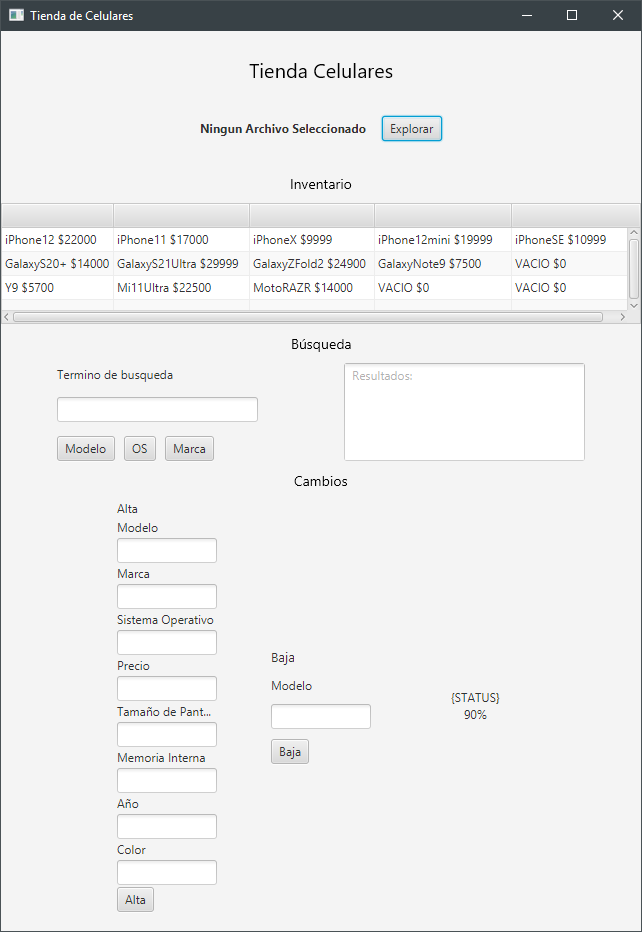 Tienda de Celulares
Tienda Celulares
Ningun Archivo Seleccionado Explorar
Inventario
iPhone12 $22000 iPhone11 $17000 iPhoneX $9999 iPhone12mini $19999 iPhoneSE $10999
GalaxyS20+ $14000 GalaxyS21Ultra $29999 GalaxyZFold2 $24900 GalaxyNote9 $7500 VACIO $0
Y9 $5700 Mi11Ultra $22500 MotoRAZR $14000 VACIO $0 VACIO $0
Búsqueda
Termino de busqueda
Modelo OS Marca
Resultados:
Cambios
Alta
Modelo
Marca
Sistema Operativo
Precio
Tamaño de Pant...
Memoria Interna
Año
Color
Alta
Baja
Modelo
Baja
{STATUS}
90%